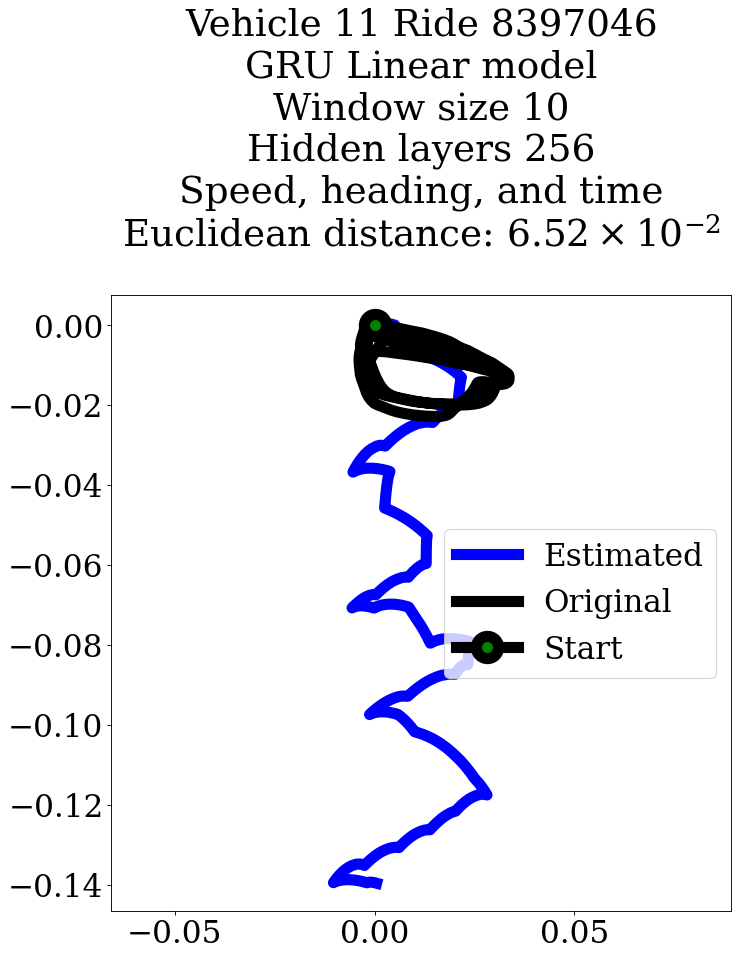 Vehicle 11 Ride 8397046
GRU Linear model
Window size 10
Hidden layers 256
Speed, heading, and time
Euclidean distance: 6.52 × 10⁻²
0.00
−0.02
−0.04
−0.06
−0.08
−0.10
−0.12
−0.14
Estimated
Original
Start
−0.05
0.00
0.05